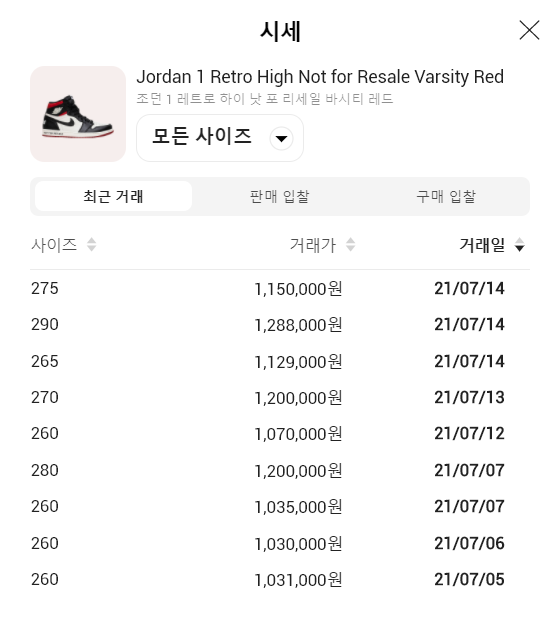 시세
Jordan 1 Retro High Not for Resale Varsity Red
조던 1 레트로 하이 낫 포 리세일 바시티 레드
모든 사이즈
최근 거래 판매 입찰 구매 입찰
사이즈 거래가 거래일
275 1,150,000원 21/07/14
290 1,288,000원 21/07/14
265 1,129,000원 21/07/14
270 1,200,000원 21/07/13
260 1,070,000원 21/07/12
280 1,200,000원 21/07/07
260 1,035,000원 21/07/07
260 1,030,000원 21/07/06
260 1,031,000원 21/07/05